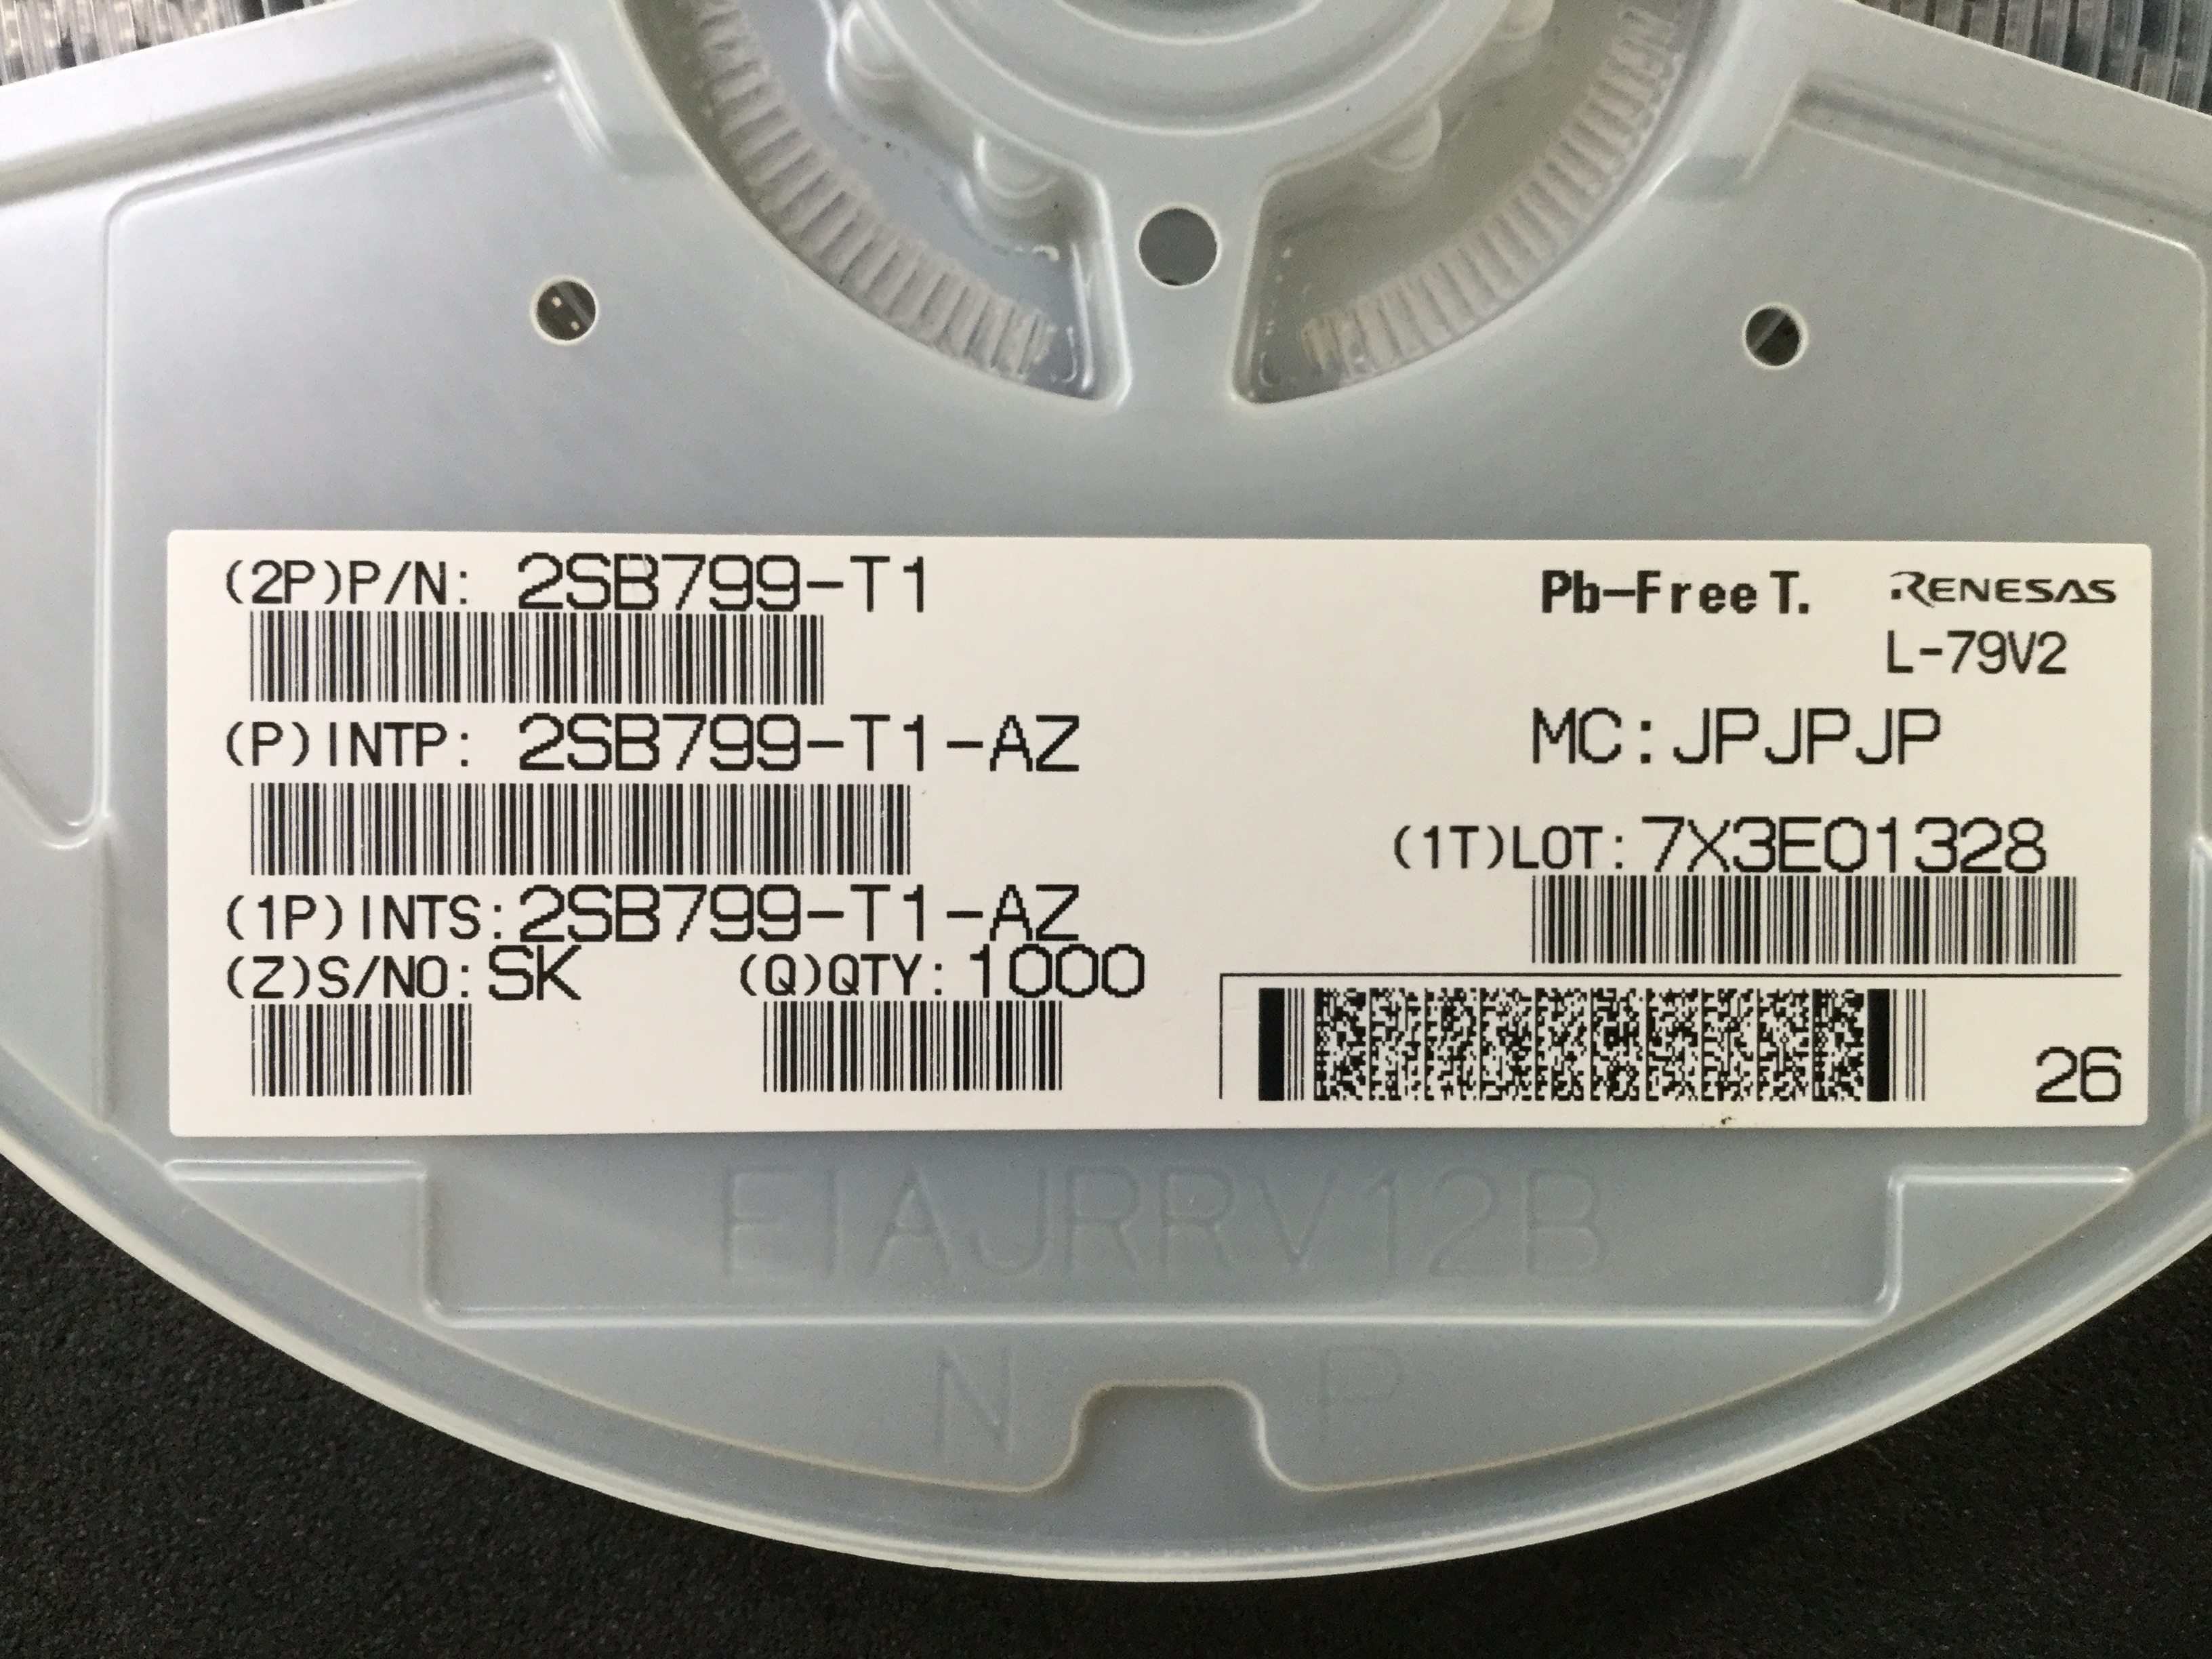 (2P)P/N: 2SB799-T1
Pb-Free T. RENESAS
L-79V2
(P)INTP: 2SB799-T1-AZ
MC:JPJPJP
(1T)LOT:7X3E01328
(1P)INTS:2SB799-T1-AZ
(Z)S/NO:SK (Q)QTY:1000
26
EIAJRRV12B
N P